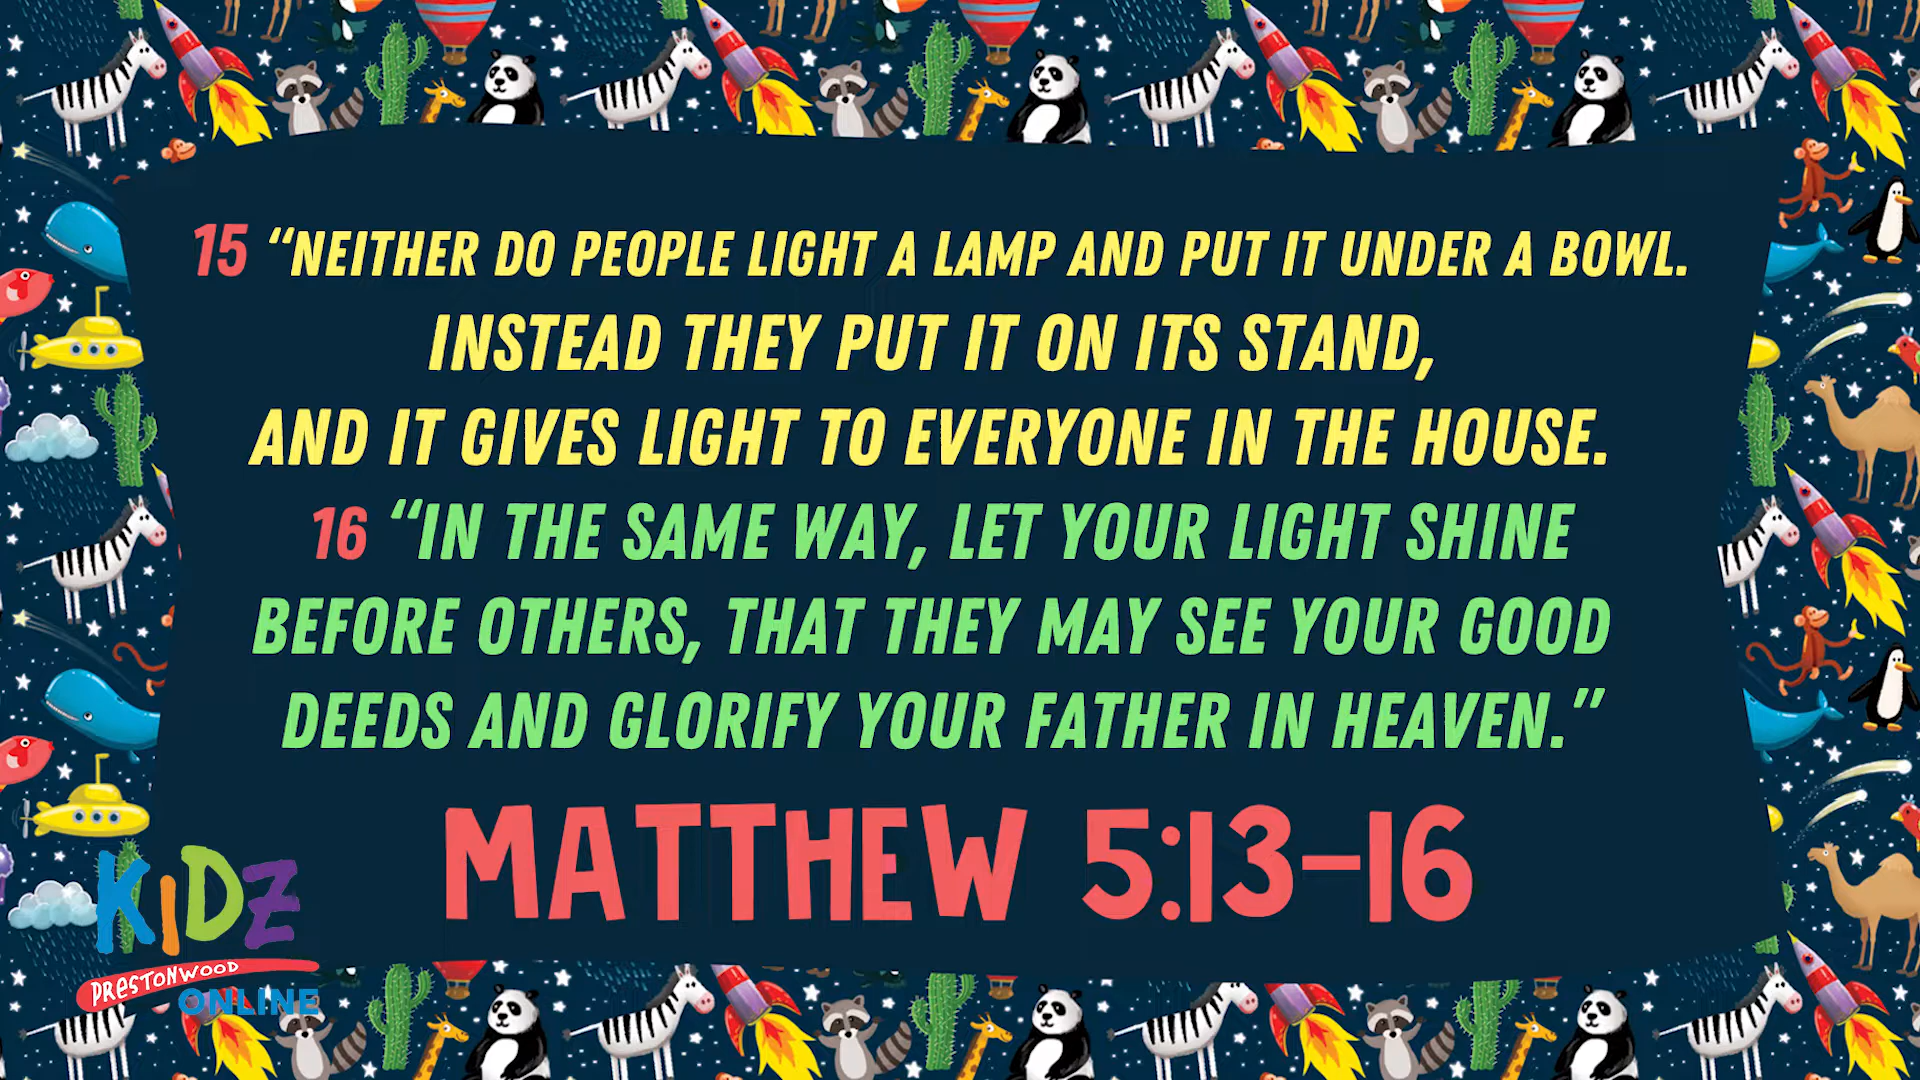 15 “NEITHER DO PEOPLE LIGHT A LAMP AND PUT IT UNDER A BOWL.
INSTEAD THEY PUT IT ON ITS STAND,
AND IT GIVES LIGHT TO EVERYONE IN THE HOUSE.
16 “IN THE SAME WAY, LET YOUR LIGHT SHINE
BEFORE OTHERS, THAT THEY MAY SEE YOUR GOOD
DEEDS AND GLORIFY YOUR FATHER IN HEAVEN.”
MATTHEW 5:13–16
KiDZ
PRESTONWOOD
ONLINE